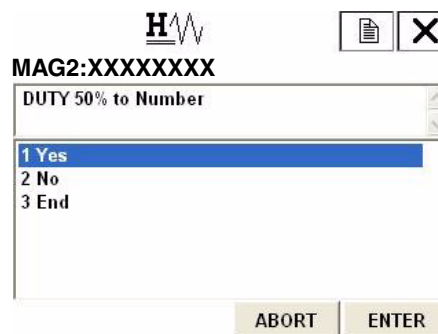 H
MAG2:XXXXXXXX
DUTY 50% to Number
1 Yes
2 No
3 End
ABORT ENTER